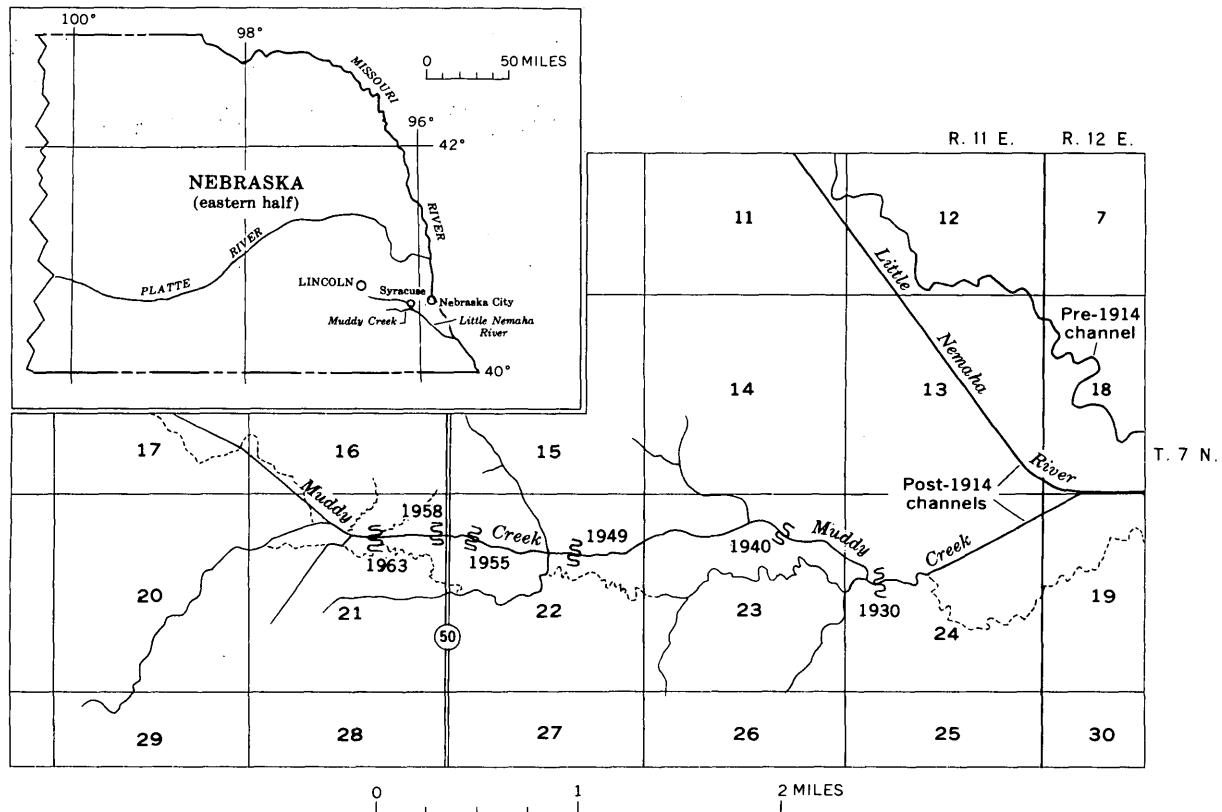 100°
98°
0 50 MILES
MISSOURI
RIVER
96°
42°
NEBRASKA
(eastern half)
PLATTE RIVER
LINCOLN
Syracuse
Nebraska City
Muddy Creek
Little Nemaha
River
40°
R. 11 E. R. 12 E.
11 12 7
Little Nemaha River
Pre-1914
channel
14 13 18
17 16 15
T. 7 N.
Post-1914
channels
Muddy Creek
1958
1949
1963
1955
1940
Muddy Creek
1930
20 21 22 23 24 19
50
29 28 27 26 25 30
0 1 2 MILES